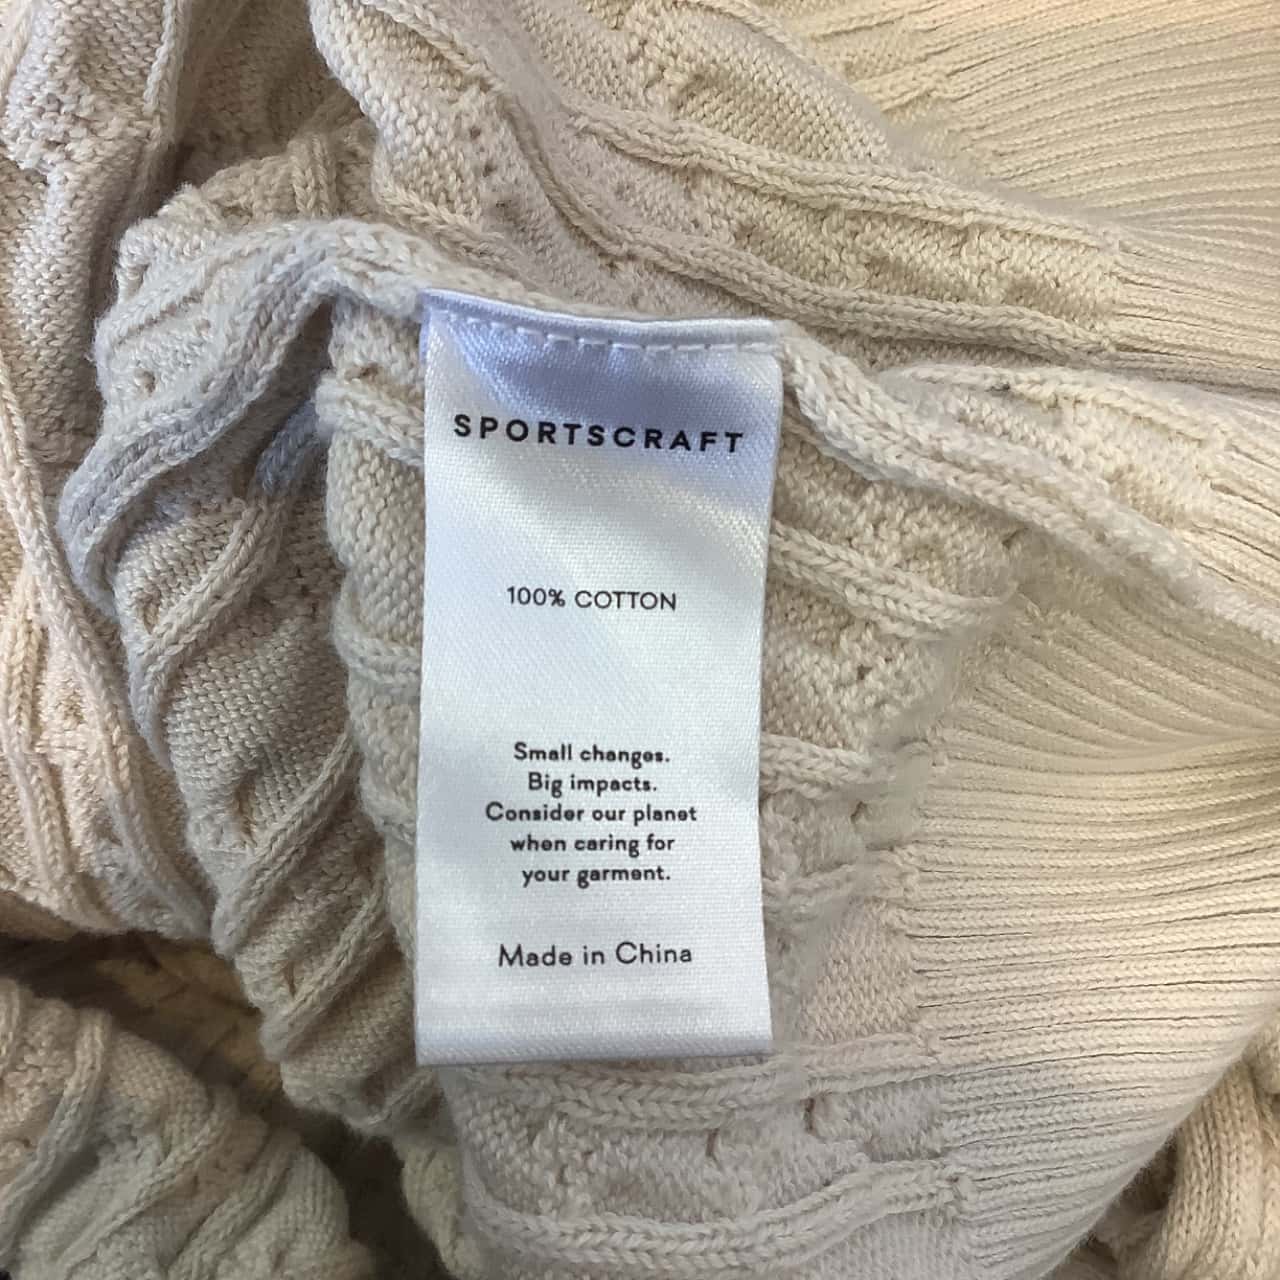 SPORTSCRAFT
100% COTTON
Small changes.
Big impacts.
Consider our planet
when caring for
your garment.
Made in China